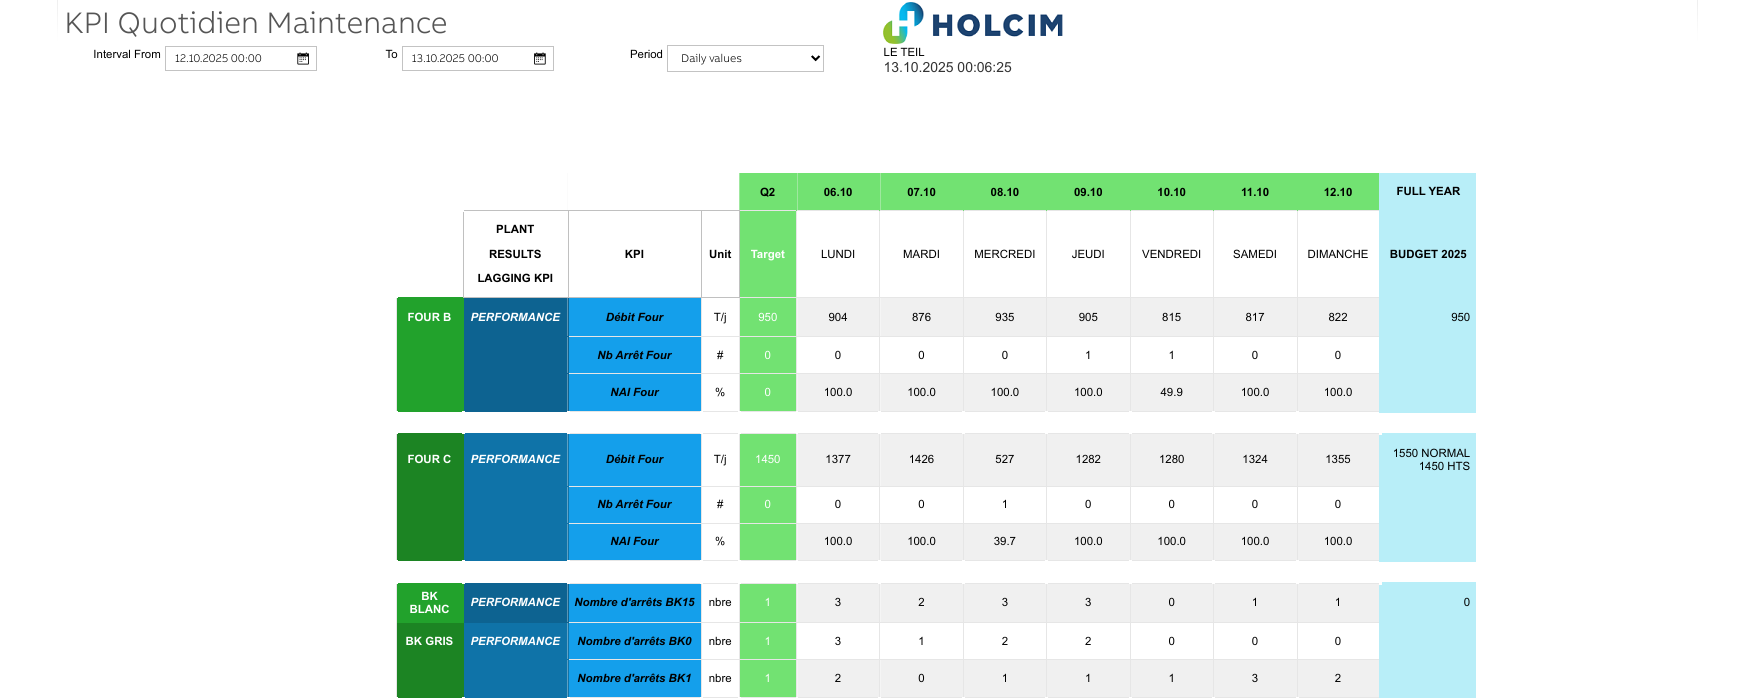 KPI Quotidien Maintenance
HOLCIM
Interval From 12.10.2025 00:00 To 13.10.2025 00:00 Period Daily values
LE TEIL
13.10.2025 00:06:25
Q2 06.10 07.10 08.10 09.10 10.10 11.10 12.10 FULL YEAR
PLANT
RESULTS
LAGGING KPI
KPI Unit Target LUNDI MARDI MERCREDI JEUDI VENDREDI SAMEDI DIMANCHE BUDGET 2025
FOUR B PERFORMANCE Débit Four T/j 950 904 876 935 905 815 817 822 950
Nb Arrêt Four # 0 0 0 0 1 1 0 0
NAI Four % 0 100.0 100.0 100.0 100.0 49.9 100.0 100.0
FOUR C PERFORMANCE Débit Four T/j 1450 1377 1426 527 1282 1280 1324 1355 1550 NORMAL
1450 HTS
Nb Arrêt Four # 0 0 0 1 0 0 0 0
NAI Four % 100.0 100.0 39.7 100.0 100.0 100.0 100.0
BK
BLANC
PERFORMANCE Nombre d'arrêts BK15 nbre 1 3 2 3 3 0 1 1 0
BK GRIS PERFORMANCE Nombre d'arrêts BK0 nbre 1 3 1 2 2 0 0 0
Nombre d'arrêts BK1 nbre 1 2 0 1 1 1 3 2